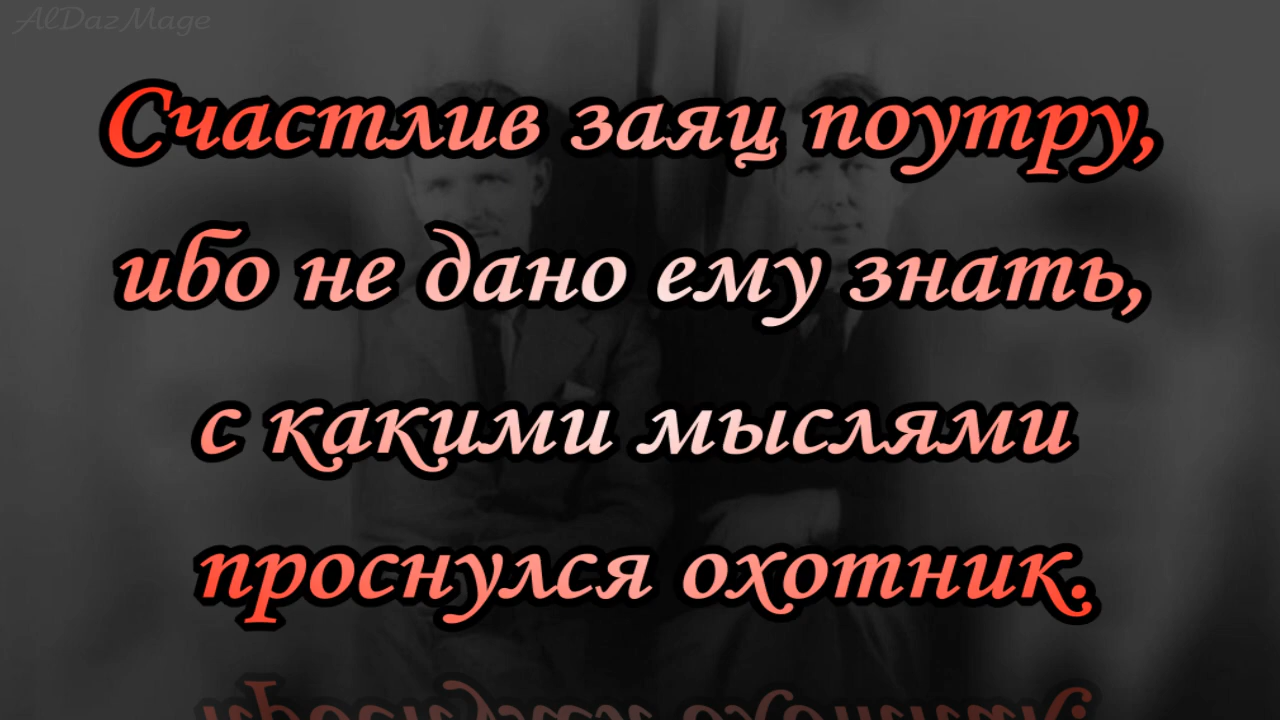 AlDazMage
Счастлив заяц поутру,
ибо не дано ему знать,
с какими мыслями
проснулся охотник.